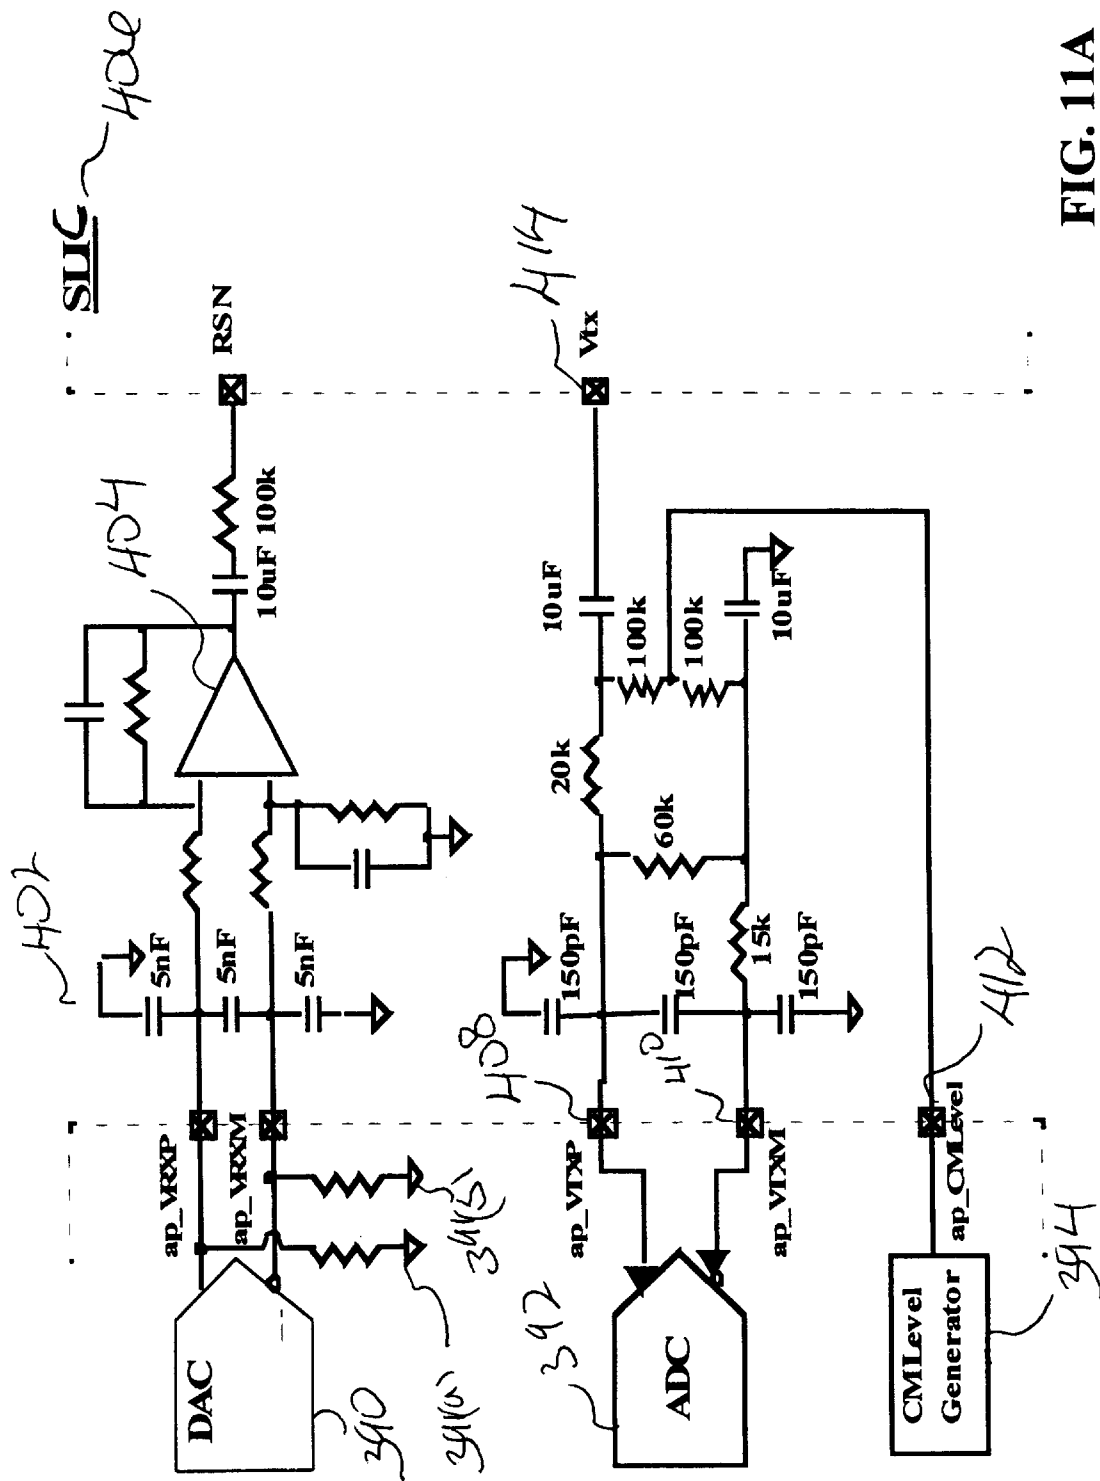 SLIC
406
RSN
10uF 100k
404
402
5nF
5nF
5nF
ap_VRXP
ap_VRXM
DAC
390
394(a)
394(b)
414
Vtx
10uF
100k
100k
10uF
20k
60k
15k
150pF
150pF
150pF
408
410
ap_VTXP
ap_VTXM
ADC
392
412
ap_CMLevel
CMLevel
Generator
394
FIG. 11A